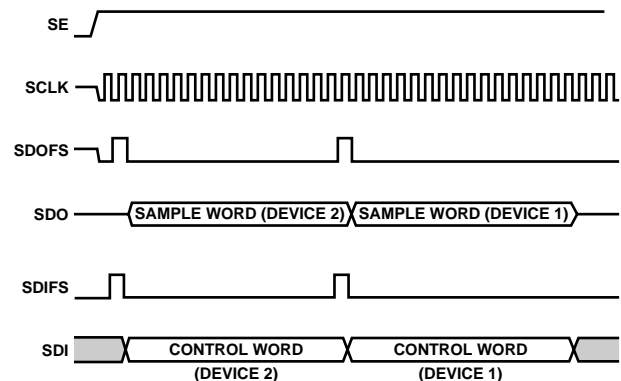 SE
SCLK
SDOFS
SDO
SAMPLE WORD (DEVICE 2) SAMPLE WORD (DEVICE 1)
SDIFS
SDI
CONTROL WORD CONTROL WORD
(DEVICE 2) (DEVICE 1)